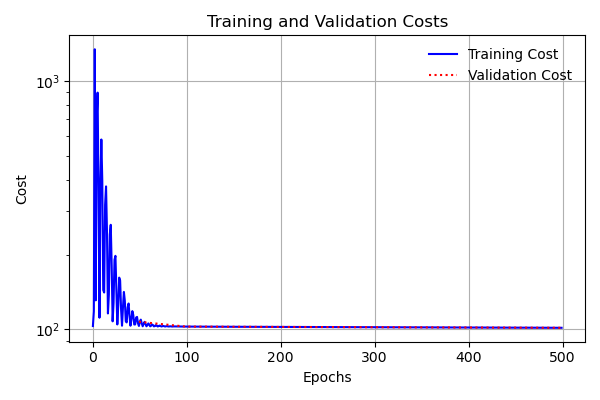 Training and Validation Costs
Training Cost
Validation Cost
10³
10²
Cost
0 100 200 300 400 500
Epochs